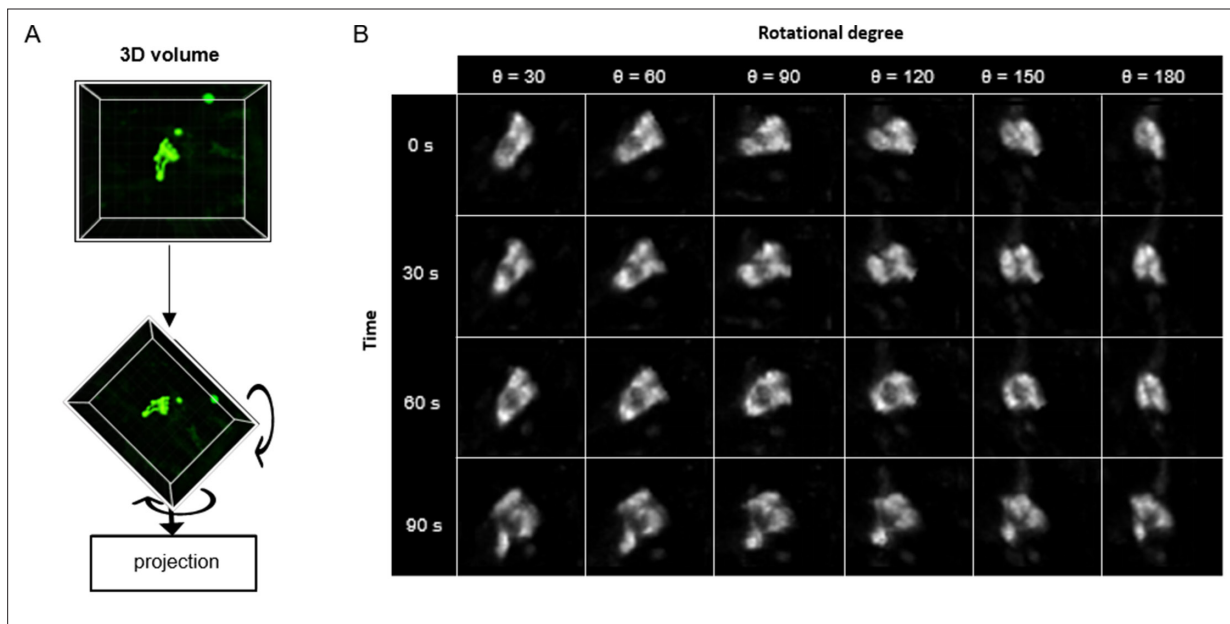 A
3D volume
projection
B
Rotational degree
θ = 30 θ = 60 θ = 90 θ = 120 θ = 150 θ = 180
Time
0 s
30 s
60 s
90 s